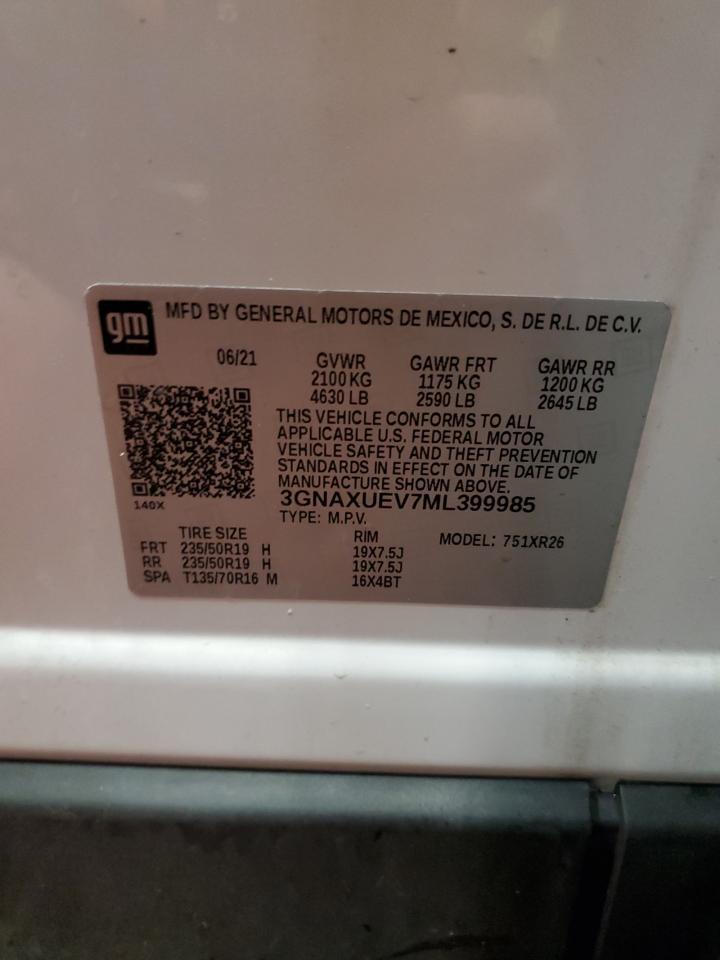 gm
MFD BY GENERAL MOTORS DE MEXICO, S. DE R.L. DE C.V.
06/21 GVWR GAWR FRT GAWR RR
2100 KG 1175 KG 1200 KG
4630 LB 2590 LB 2645 LB
THIS VEHICLE CONFORMS TO ALL
APPLICABLE U.S. FEDERAL MOTOR
VEHICLE SAFETY AND THEFT PREVENTION
STANDARDS IN EFFECT ON THE DATE OF
MANUFACTURE SHOWN ABOVE.
140X 3GNAXUEV7ML399985
TYPE: M.P.V.
TIRE SIZE RIM MODEL: 751XR26
FRT 235/50R19 H 19X7.5J
RR 235/50R19 H 19X7.5J
SPA T135/70R16 M 16X4BT